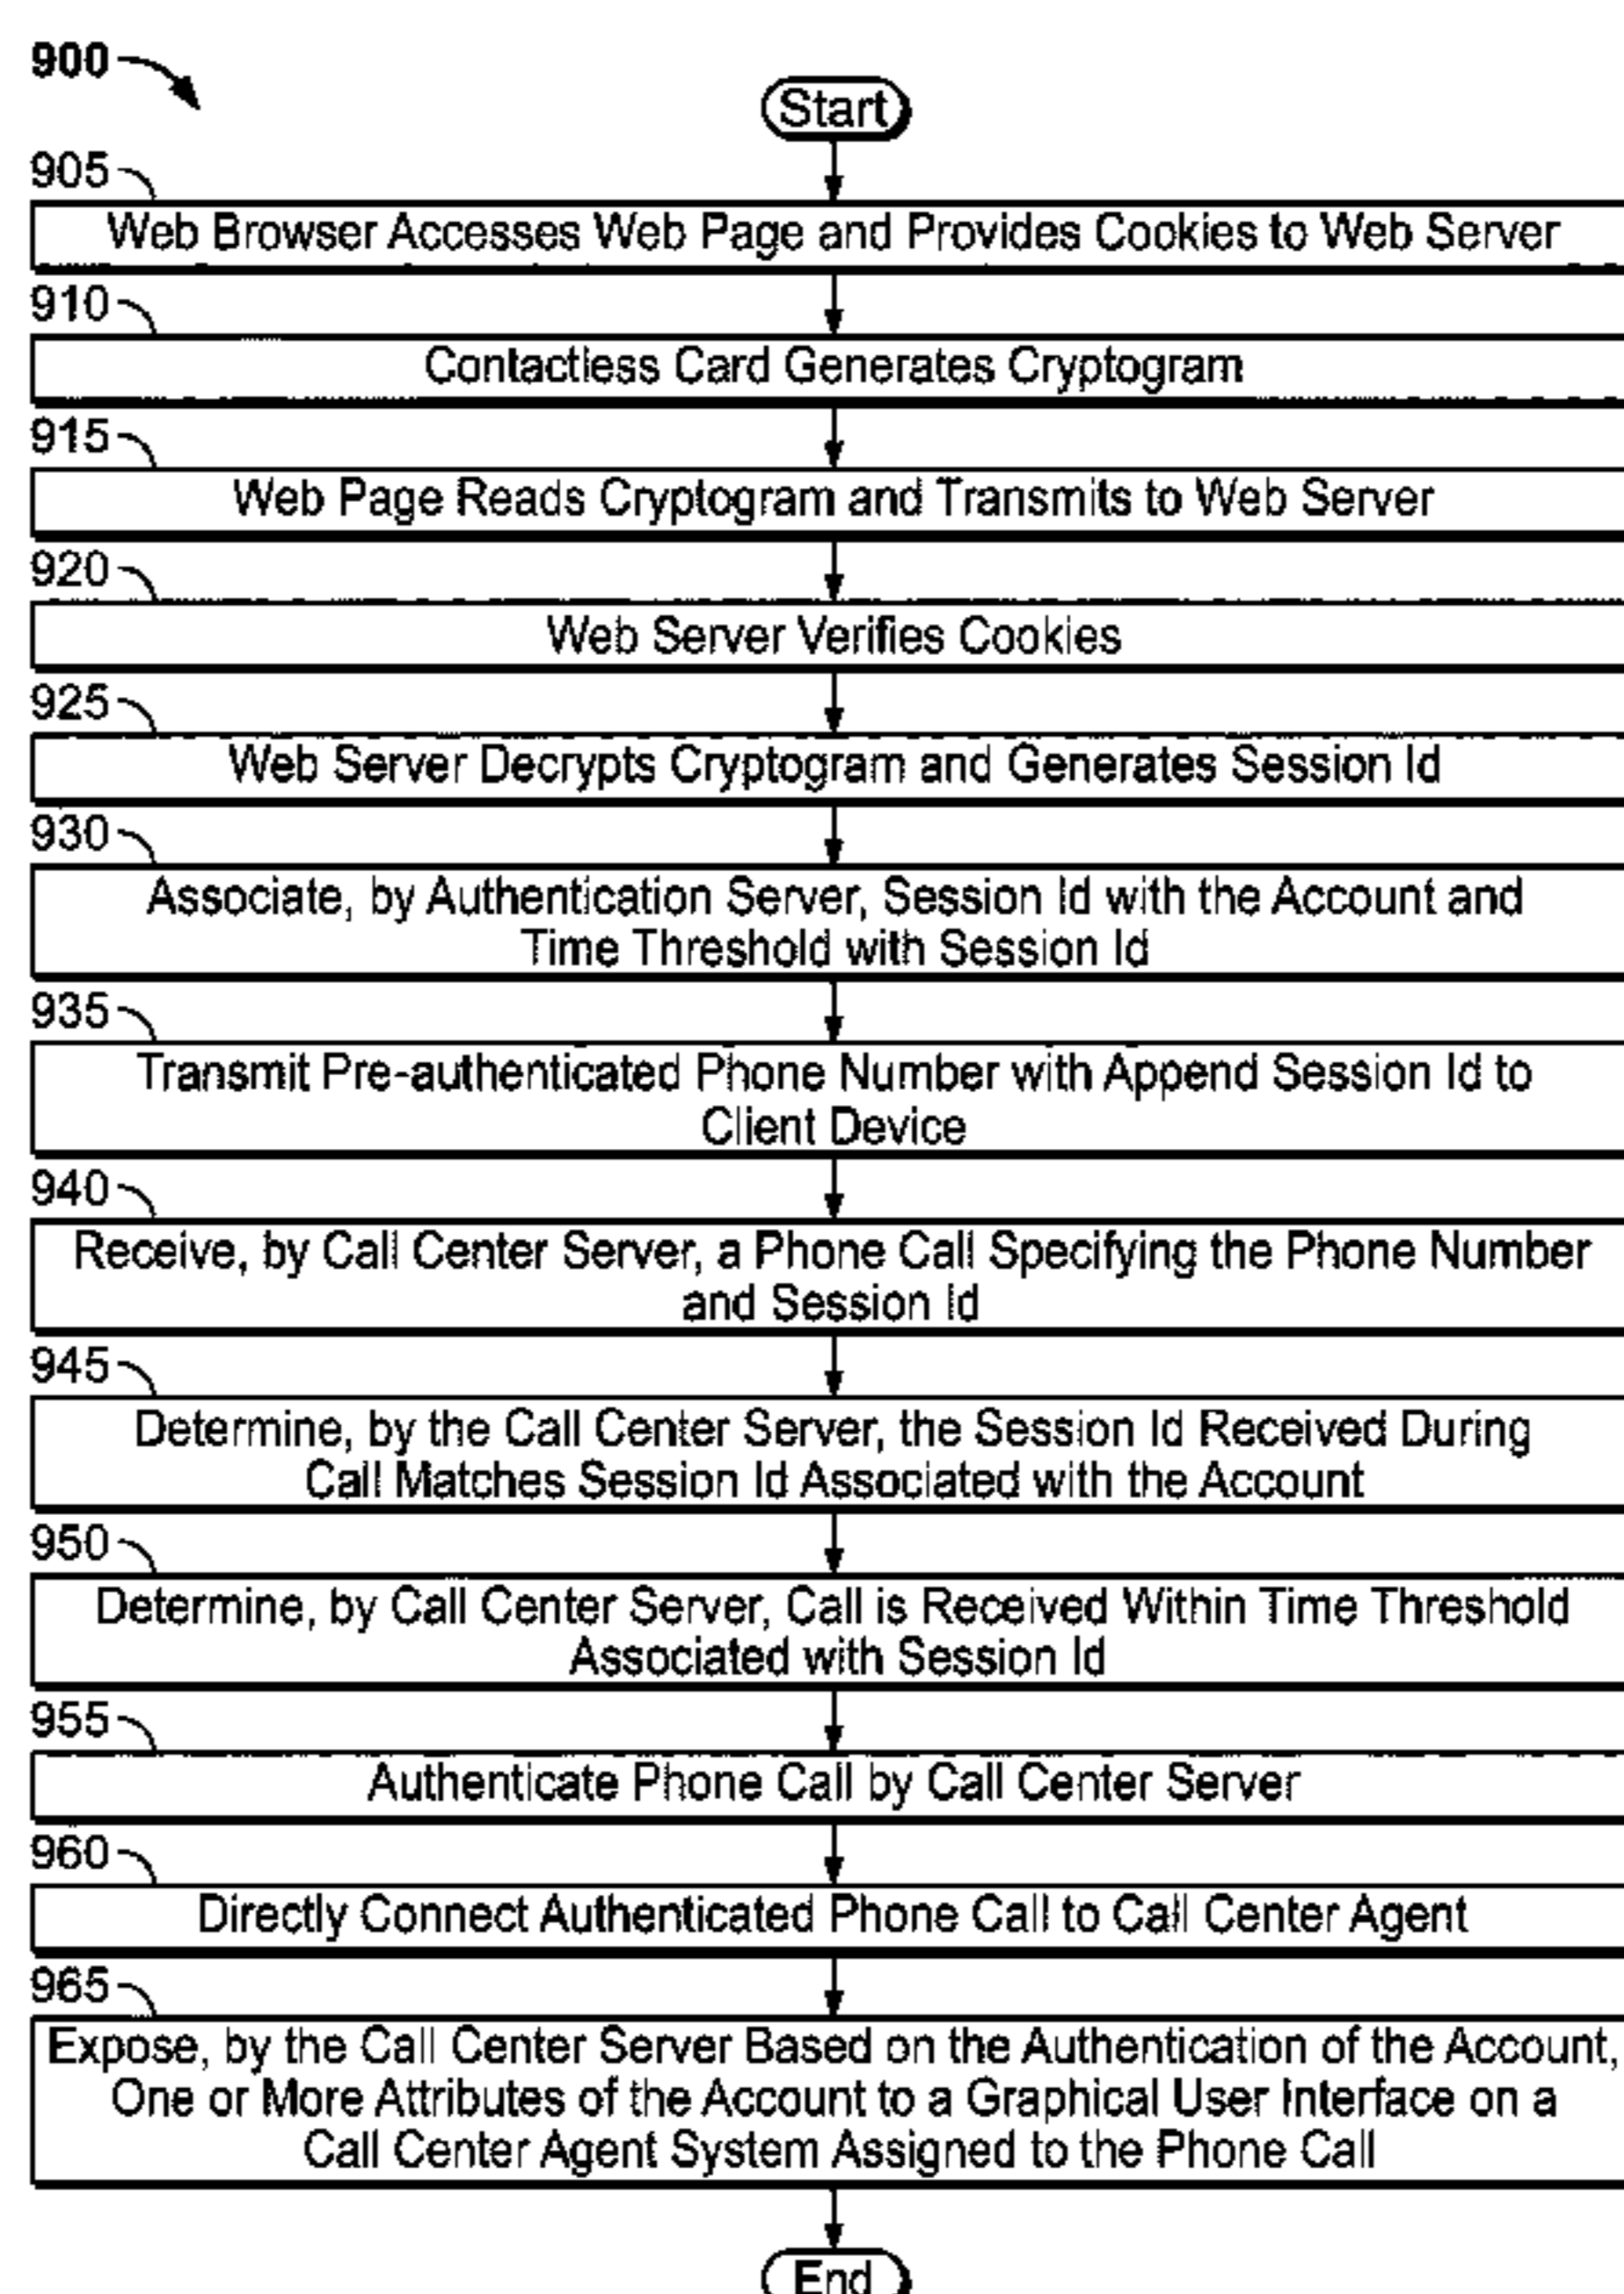 900
Start
905
Web Browser Accesses Web Page and Provides Cookies to Web Server
910
Contactless Card Generates Cryptogram
915
Web Page Reads Cryptogram and Transmits to Web Server
920
Web Server Verifies Cookies
925
Web Server Decrypts Cryptogram and Generates Session Id
930
Associate, by Authentication Server, Session Id with the Account and
Time Threshold with Session Id
935
Transmit Pre-authenticated Phone Number with Append Session Id to
Client Device
940
Receive, by Call Center Server, a Phone Call Specifying the Phone Number
and Session Id
945
Determine, by the Call Center Server, the Session Id Received During
Call Matches Session Id Associated with the Account
950
Determine, by Call Center Server, Call is Received Within Time Threshold
Associated with Session Id
955
Authenticate Phone Call by Call Center Server
960
Directly Connect Authenticated Phone Call to Call Center Agent
965
Expose, by the Call Center Server Based on the Authentication of the Account,
One or More Attributes of the Account to a Graphical User Interface on a
Call Center Agent System Assigned to the Phone Call
End